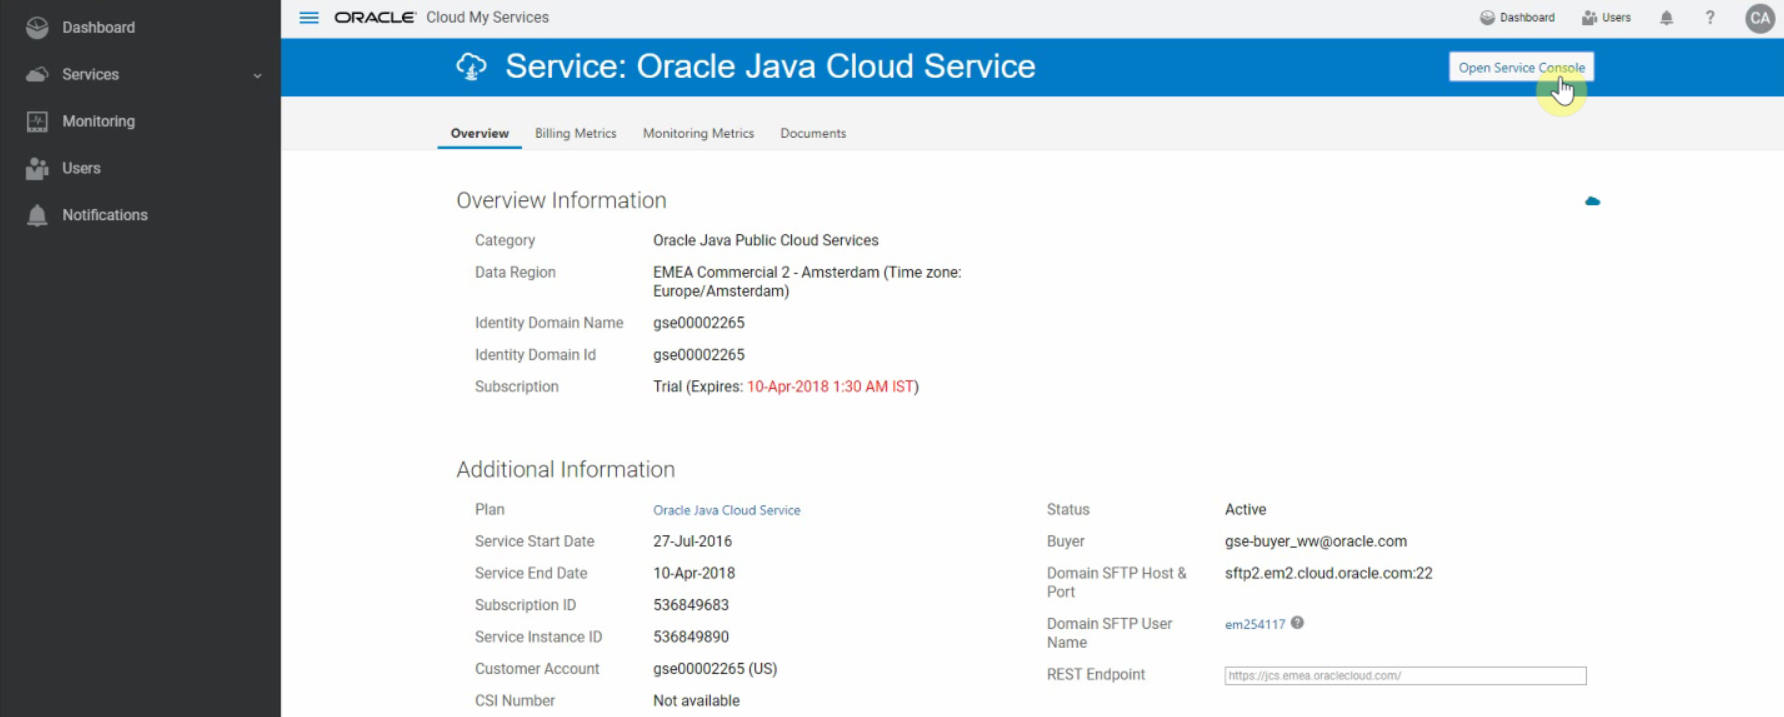 Dashboard
Services
Monitoring
Users
Notifications
ORACLE Cloud My Services
Dashboard
Users
?
CA
Service: Oracle Java Cloud Service
Open Service Console
Overview
Billing Metrics
Monitoring Metrics
Documents
Overview Information
Category Oracle Java Public Cloud Services
Data Region EMEA Commercial 2 - Amsterdam (Time zone:
Europe/Amsterdam)
Identity Domain Name gse00002265
Identity Domain Id gse00002265
Subscription Trial (Expires: 10-Apr-2018 1:30 AM IST)
Additional Information
Plan Oracle Java Cloud Service
Service Start Date 27-Jul-2016
Service End Date 10-Apr-2018
Subscription ID 536849683
Service Instance ID 536849890
Customer Account gse00002265 (US)
CSI Number Not available
Status Active
Buyer gse-buyer_ww@oracle.com
Domain SFTP Host & sftp2.em2.cloud.oracle.com:22
Port
Domain SFTP User em254117 ?
Name
REST Endpoint https://jcs.emea.oraclecloud.com/